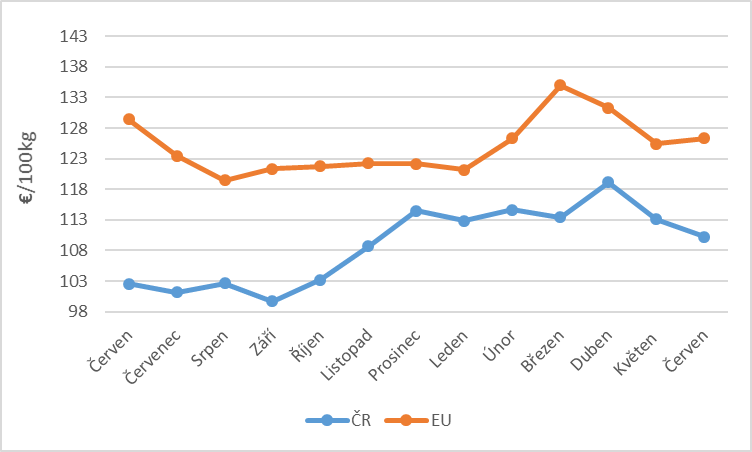 143
138
133
128
123
118
113
108
103
98
€/100kg
Červen
Červenec
Srpen
Září
Říjen
Listopad
Prosinec
Leden
Únor
Březen
Duben
Květen
Červen
ČR EU